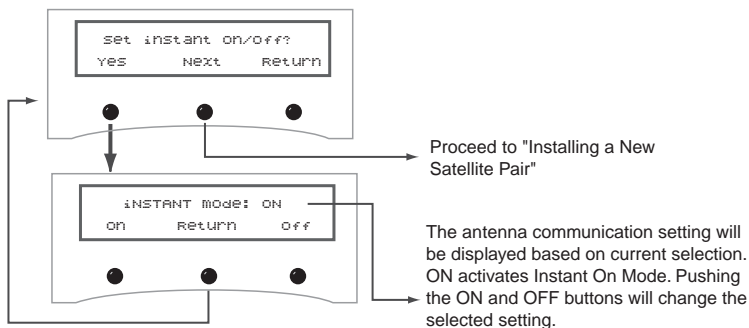 set instant on/off?
Yes Next Return
Proceed to "Installing a New
Satellite Pair"
iNSTANT mode: ON
on Return Off
The antenna communication setting will
be displayed based on current selection.
ON activates Instant On Mode. Pushing
the ON and OFF buttons will change the
selected setting.